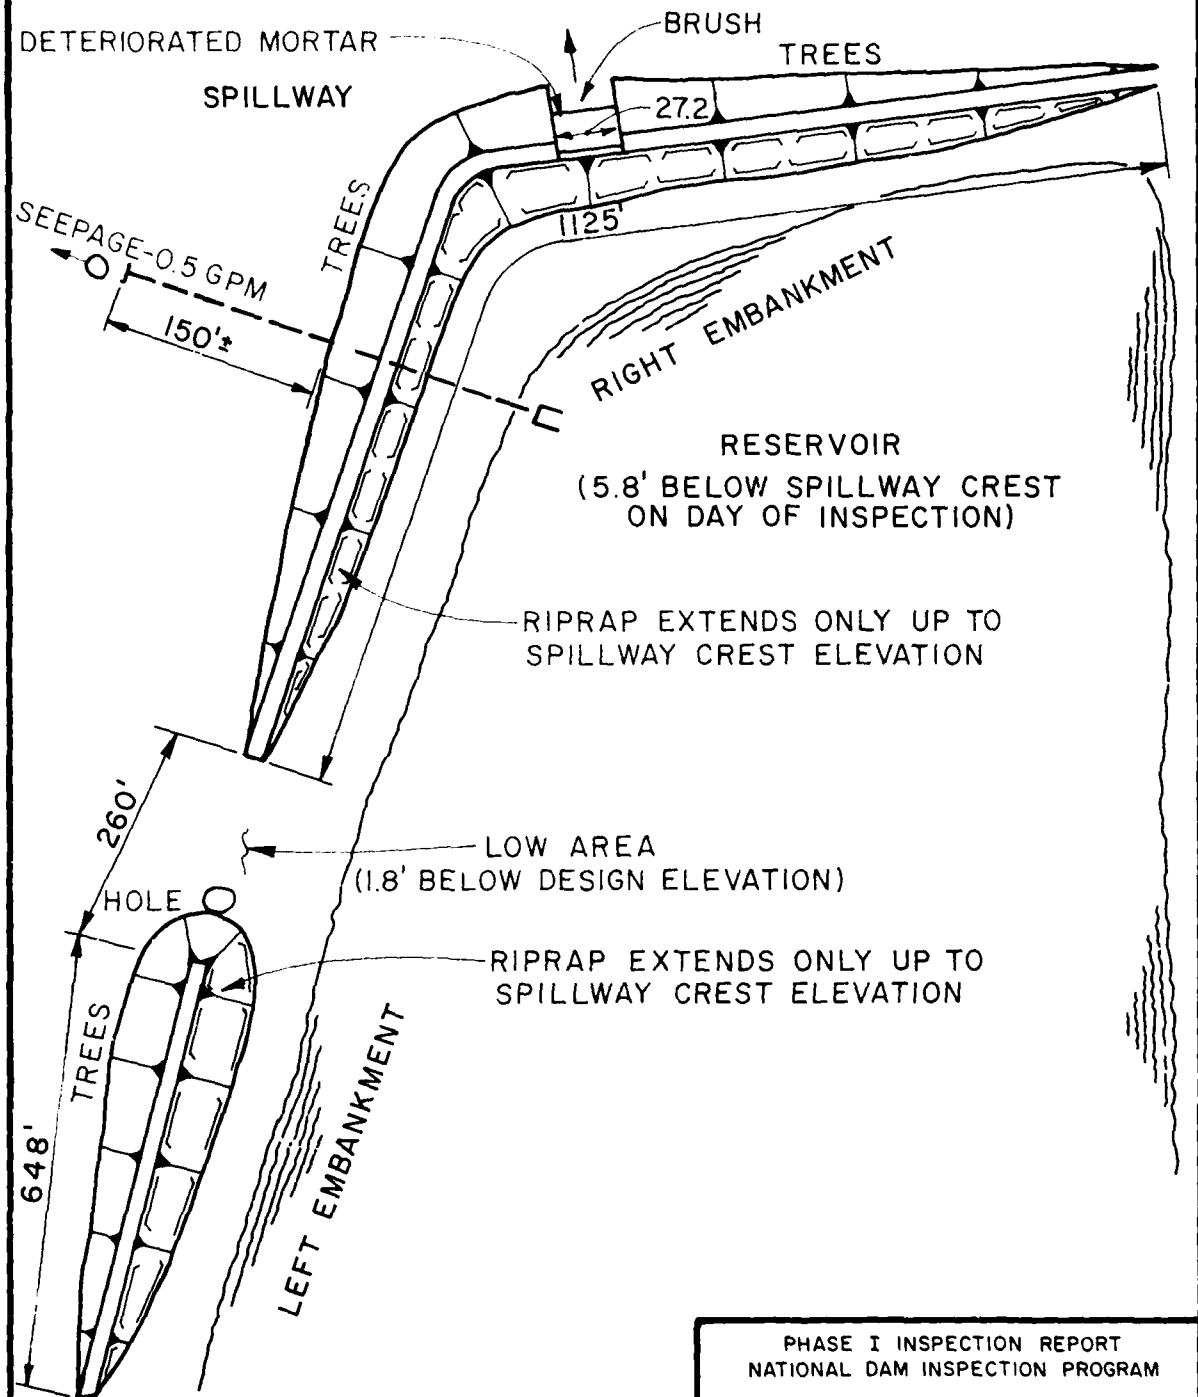 DETERIORATED MORTAR
BRUSH
TREES
SPILLWAY
27.2
TREES
1125'
SEEPAGE-0.5 GPM
150'±
RIGHT EMBANKMENT
RESERVOIR
(5.8' BELOW SPILLWAY CREST
ON DAY OF INSPECTION)
RIPRAP EXTENDS ONLY UP TO
SPILLWAY CREST ELEVATION
260'
LOW AREA
(1.8' BELOW DESIGN ELEVATION)
HOLE
RIPRAP EXTENDS ONLY UP TO
SPILLWAY CREST ELEVATION
TREES
648'
LEFT EMBANKMENT
PHASE I INSPECTION REPORT
NATIONAL DAM INSPECTION PROGRAM